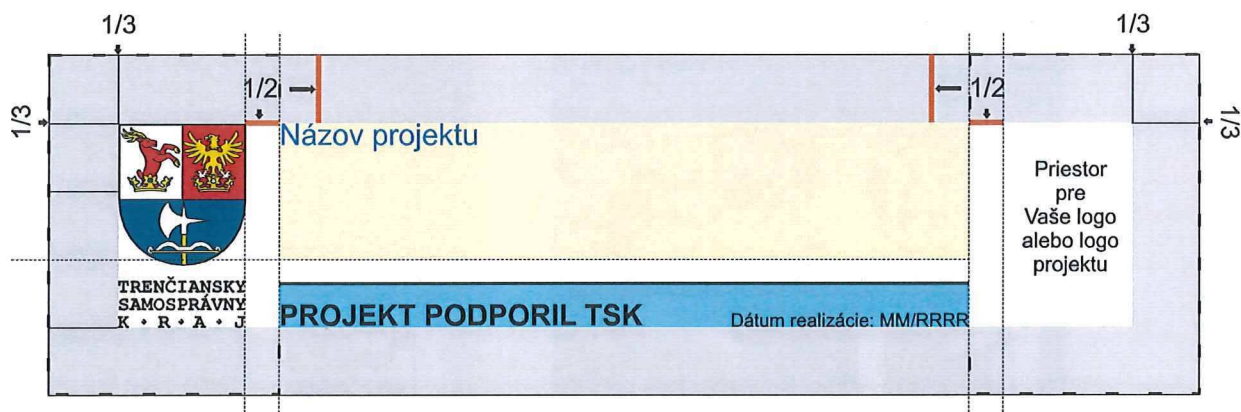 1/3
1/3
1/2
1/2
1/3
1/3
Názov projektu
Priestor
pre
Vaše logo
alebo logo
projektu
TRENČIANSKY
SAMOSPRÁVNY
K · R · A · J
PROJEKT PODPORIL TSK
Dátum realizácie: MM/RRRR